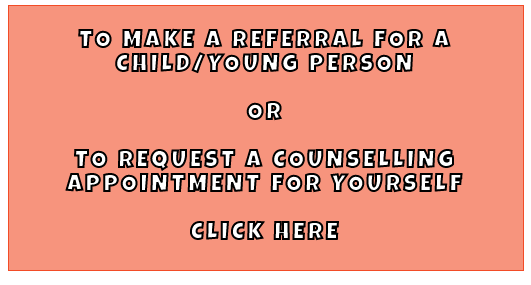 TO MAKE A REFERRAL FOR A
CHILD/YOUNG PERSON
OR
TO REQUEST A COUNSELLING
APPOINTMENT FOR YOURSELF
CLICK HERE